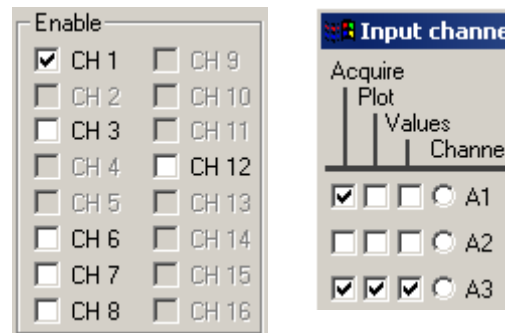 Enable
CH 1 CH 9
CH 2 CH 10
CH 3 CH 11
CH 4 CH 12
CH 5 CH 13
CH 6 CH 14
CH 7 CH 15
CH 8 CH 16
Input channe
Acquire
Plot
Values
Channe
A1
A2
A3